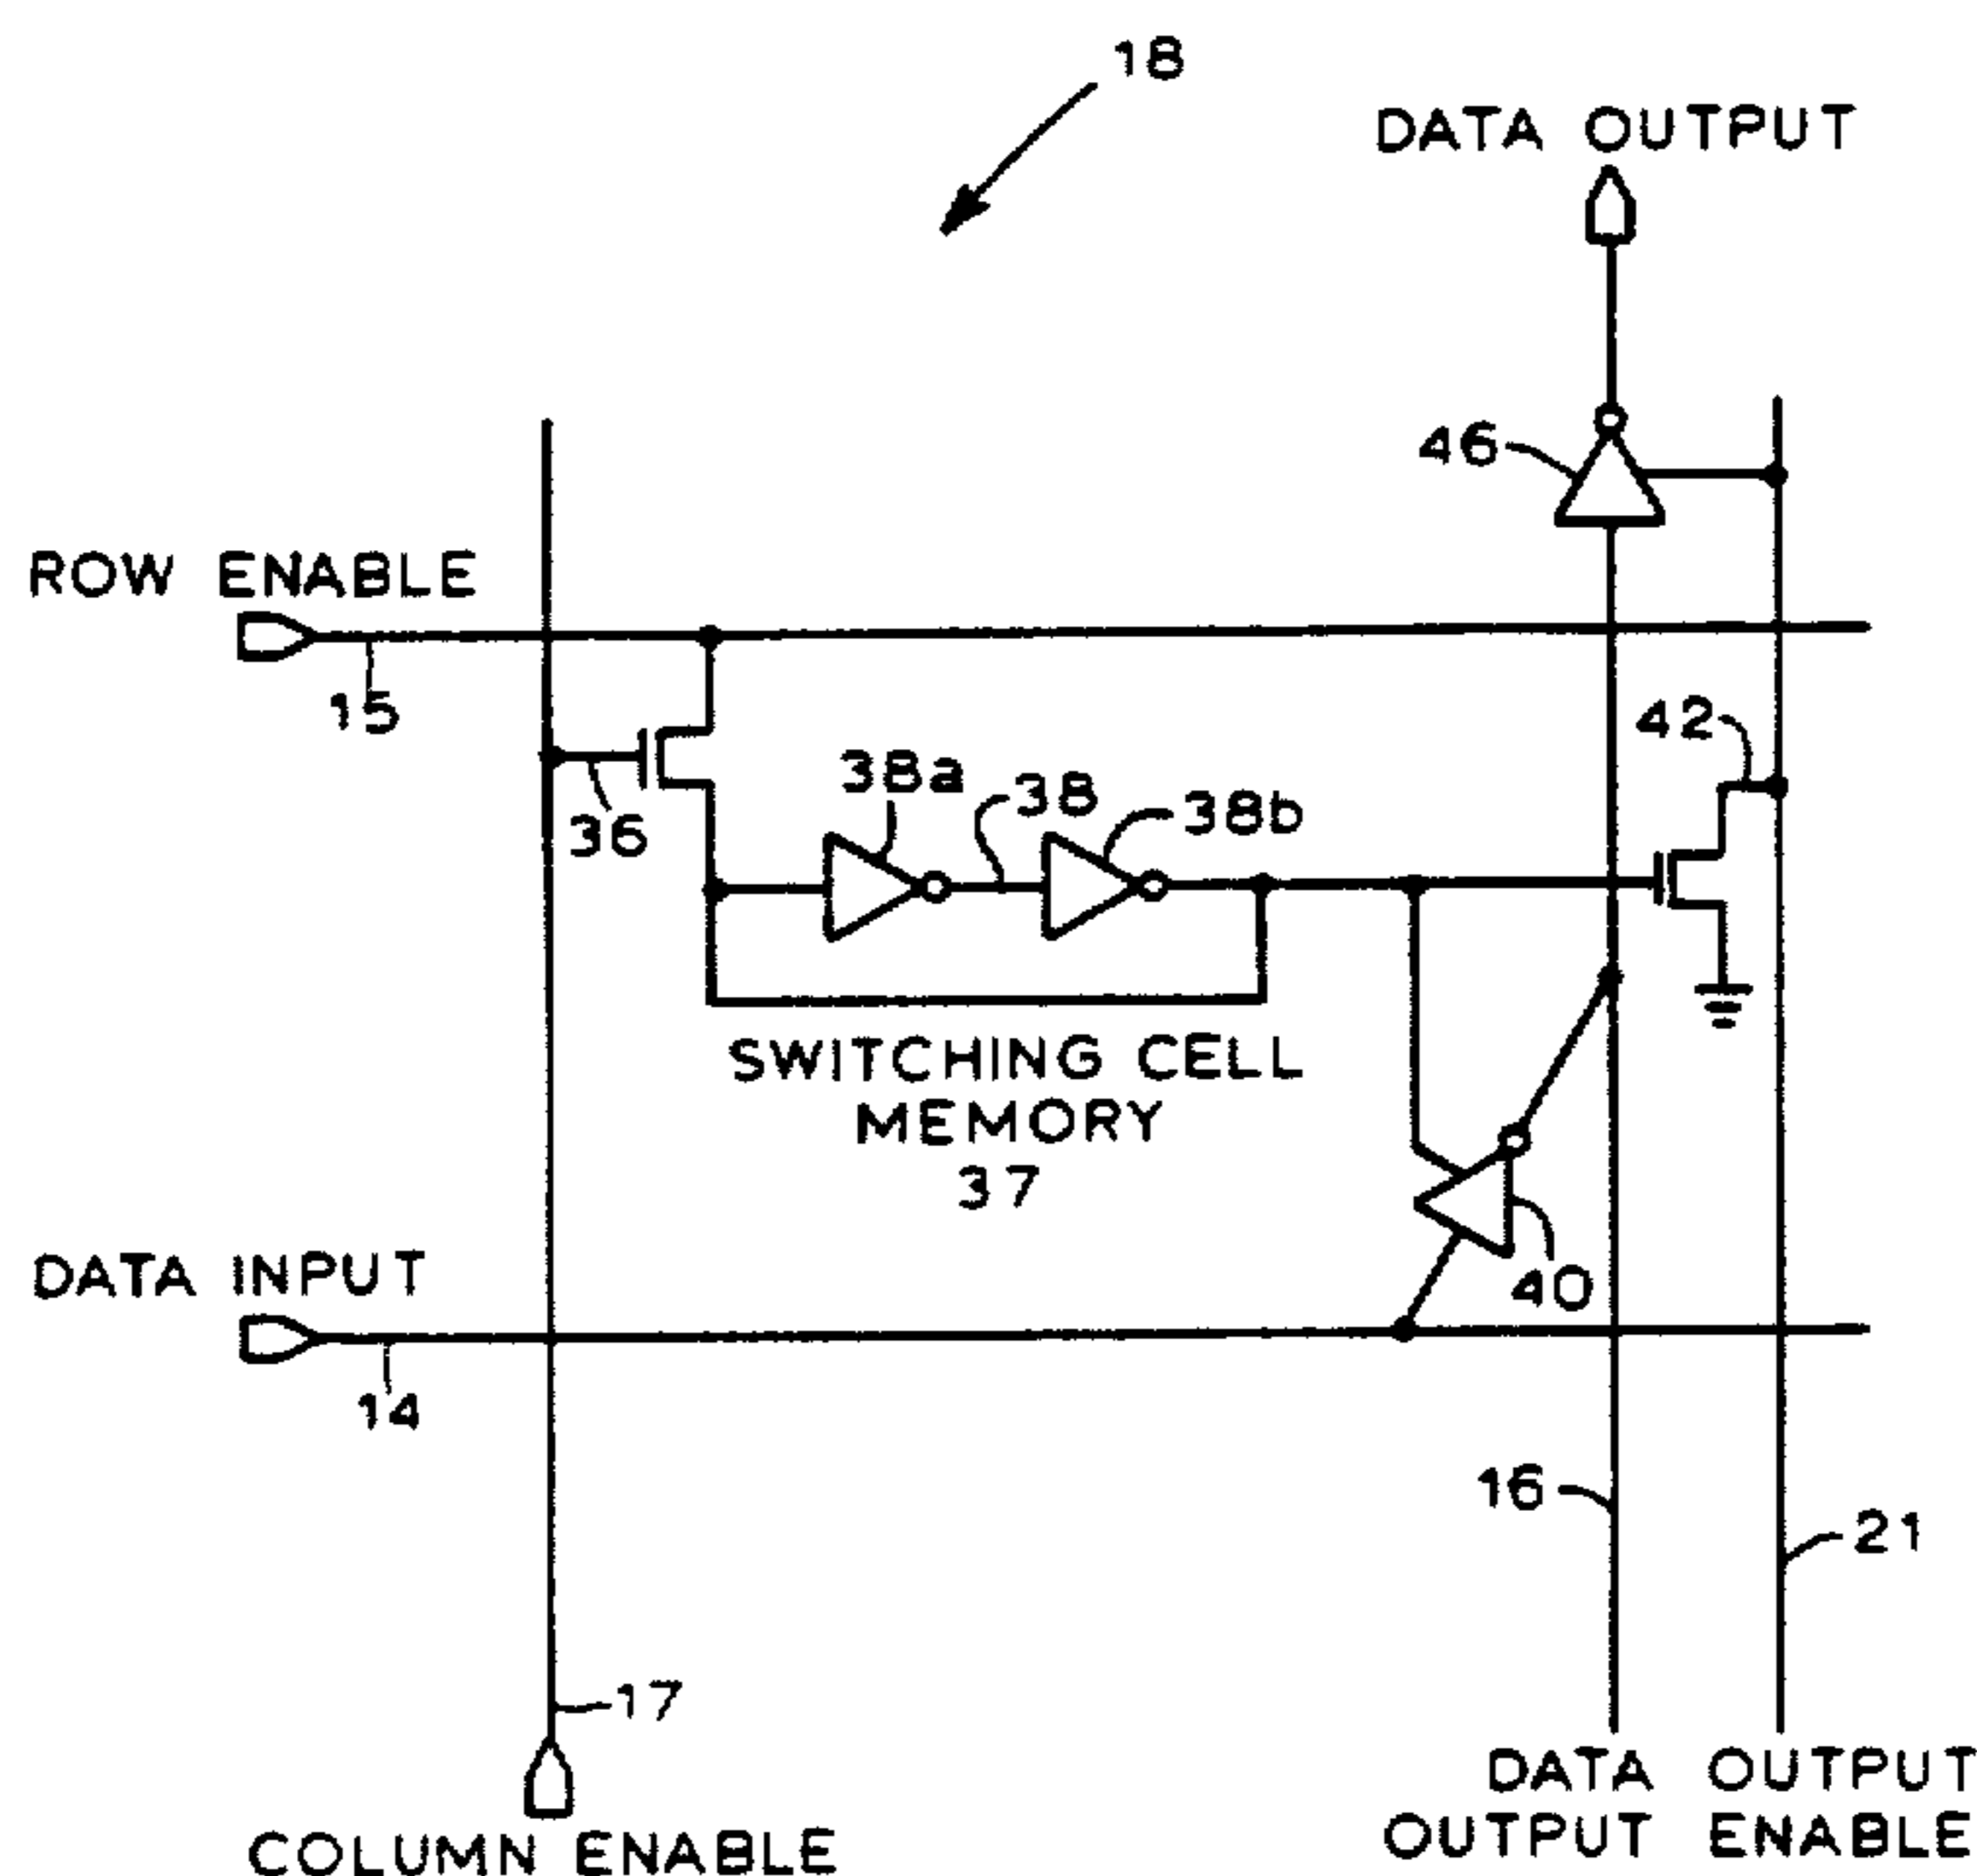 18
DATA OUTPUT
46
ROW ENABLE
15
42
38a
38
38b
36
SWITCHING CELL
MEMORY
37
DATA INPUT
40
14
16
21
17
DATA OUTPUT
OUTPUT ENABLE
COLUMN ENABLE